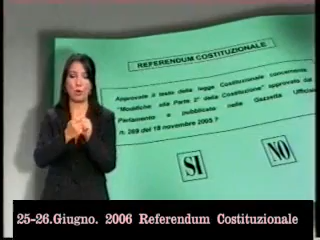 REFERENDUM COSTITUZIONALE
Approvate il testo della legge Costituzionale concernente
"Modifiche alla Parte 2ª della Costituzione" approvato dal
Parlamento e pubblicato nella Gazzetta Ufficiale
n. 269 del 18 novembre 2005 ?
SI
NO
25-26.Giugno. 2006 Referendum Costituzionale